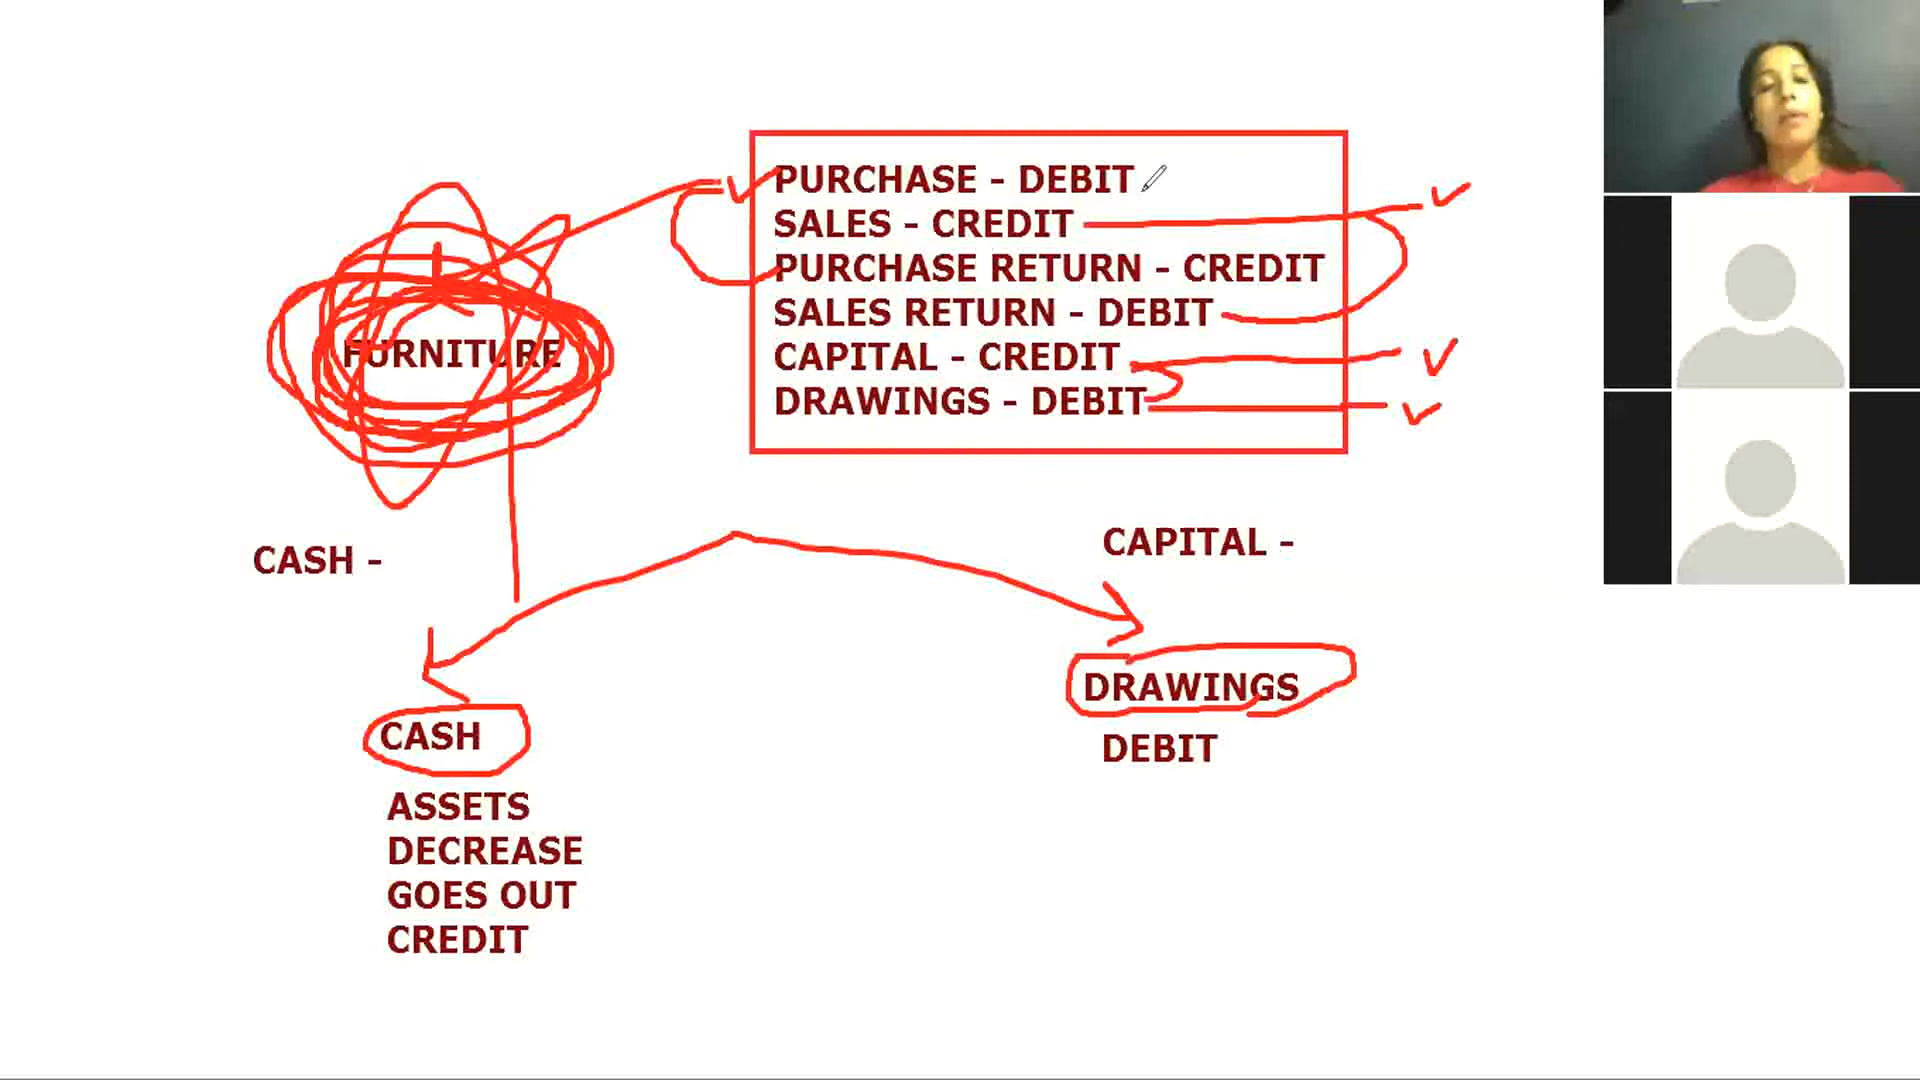 PURCHASE - DEBIT
SALES - CREDIT
PURCHASE RETURN - CREDIT
SALES RETURN - DEBIT
CAPITAL - CREDIT
DRAWINGS - DEBIT
FURNITURE
CASH -
CAPITAL -
DRAWINGS
DEBIT
CASH
ASSETS
DECREASE
GOES OUT
CREDIT